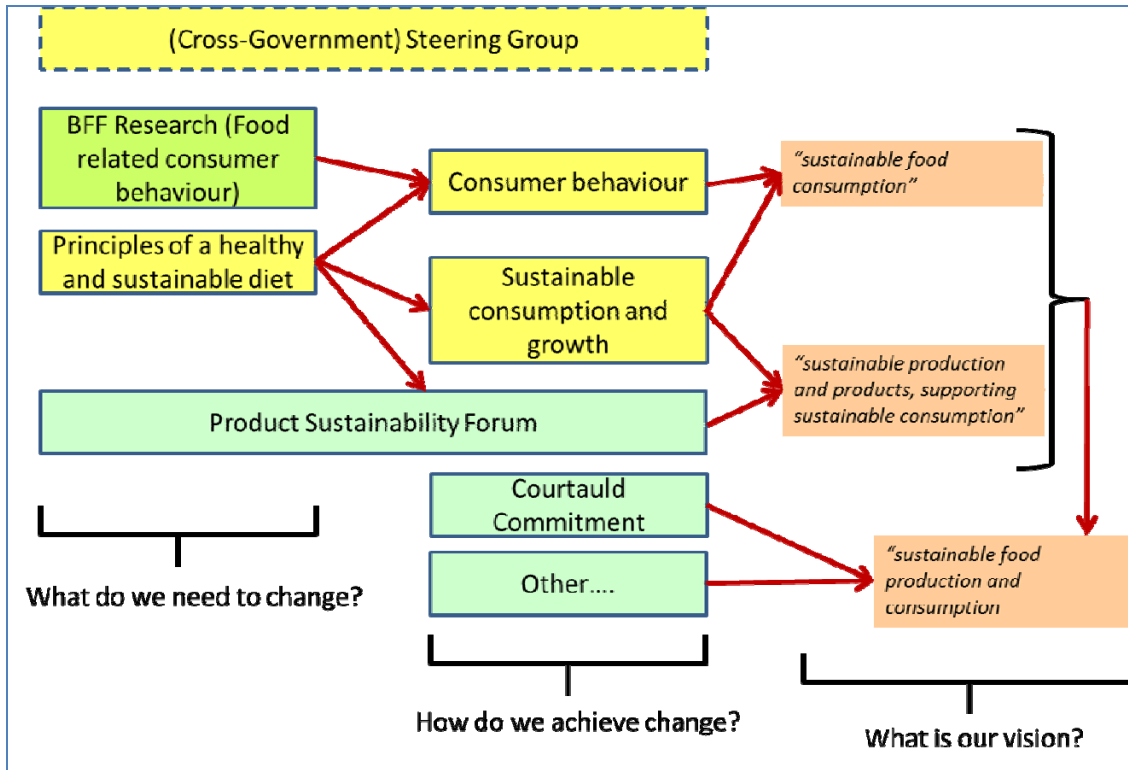 (Cross-Government) Steering Group
BFF Research (Food
related consumer
behaviour)
Principles of a healthy
and sustainable diet
Consumer behaviour
Sustainable
consumption and
growth
Product Sustainability Forum
Courtauld
Commitment
Other....
“sustainable food
consumption”
“sustainable production
and products, supporting
sustainable consumption”
“sustainable food
production and
consumption
What do we need to change?
How do we achieve change?
What is our vision?